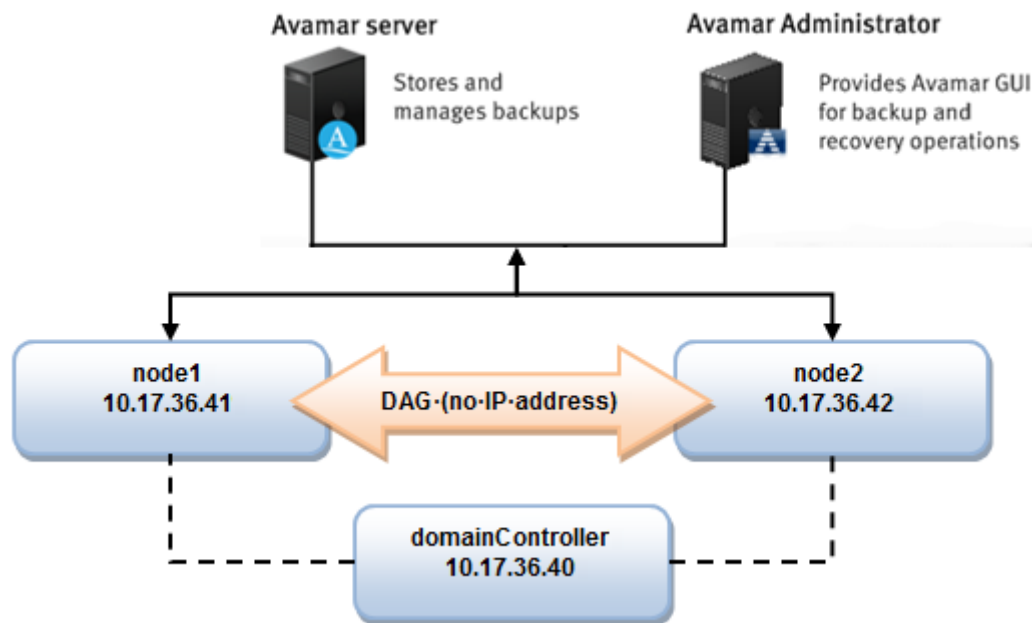 Avamar server
Stores and
manages backups
Avamar Administrator
Provides Avamar GUI
for backup and
recovery operations
node1
10.17.36.41
DAG·(no·IP·address)
node2
10.17.36.42
domainController
10.17.36.40